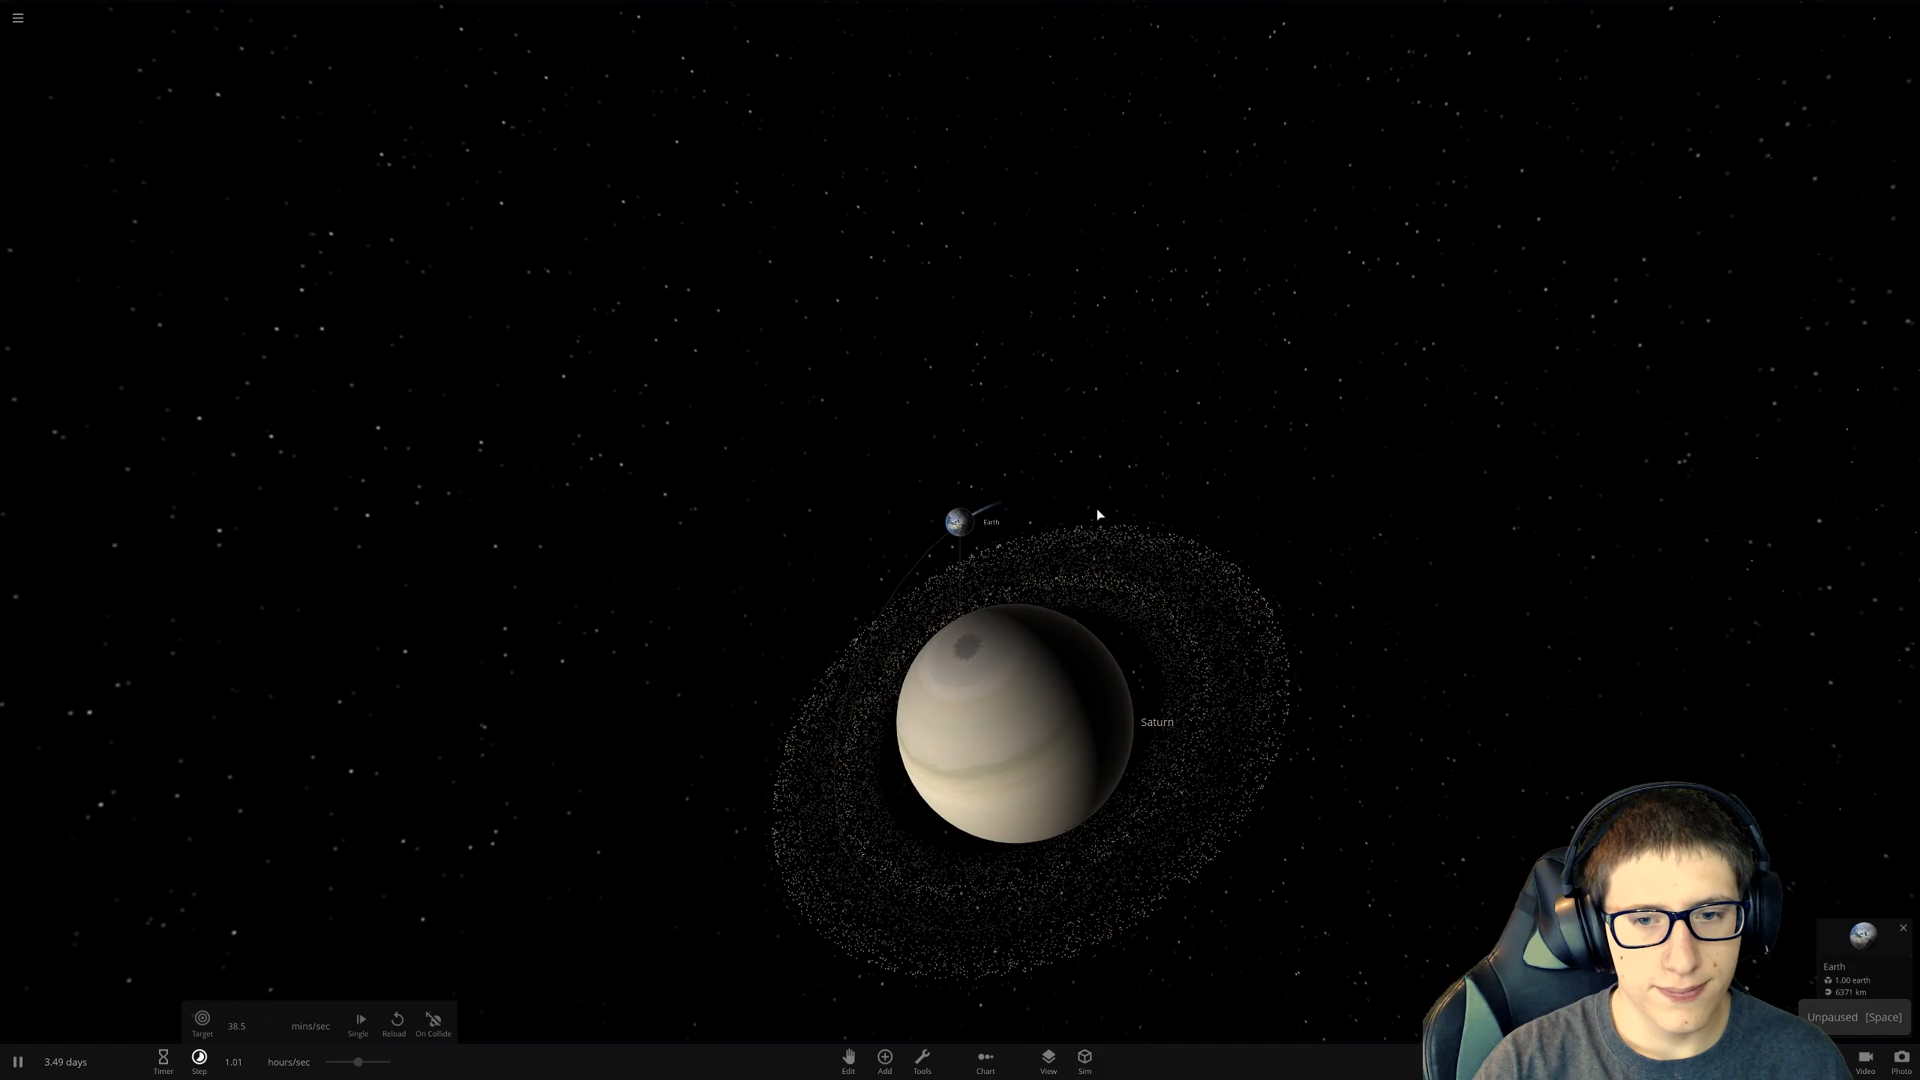 Earth
Saturn
Earth
1.00 earth
6371 km
Unpaused [Space]
Target 38.5 mins/sec Single Reload On Collide
3.49 days Timer Step 1.01 hours/sec Edit Add Tools Chart View Sim Video Photo